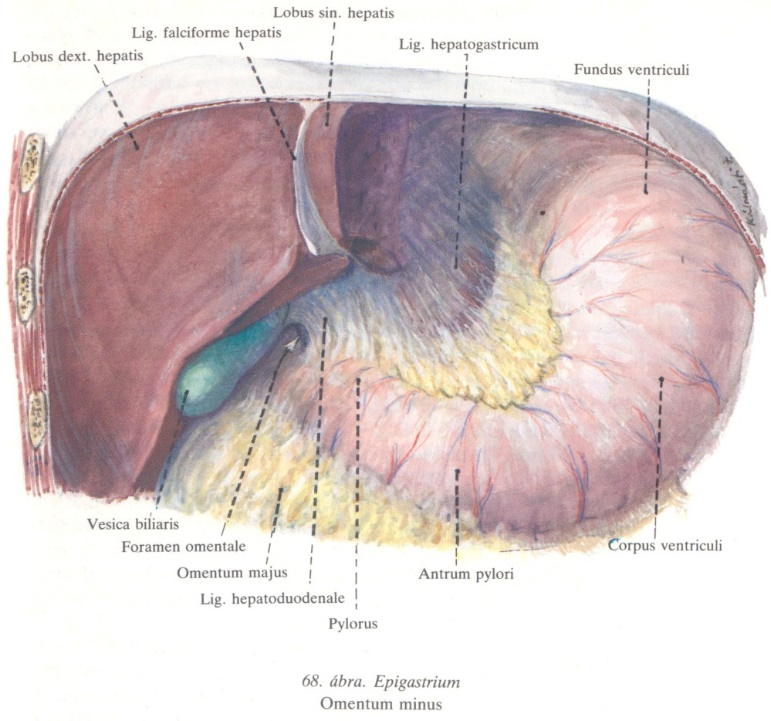 Lobus sin. hepatis
Lig. falciforme hepatis
Lig. hepatogastricum
Lobus dext. hepatis
Fundus ventriculi
Vesica biliaris
Foramen omentale
Corpus ventriculi
Omentum majus
Antrum pylori
Lig. hepatoduodenale
Pylorus
68. ábra. Epigastrium
Omentum minus